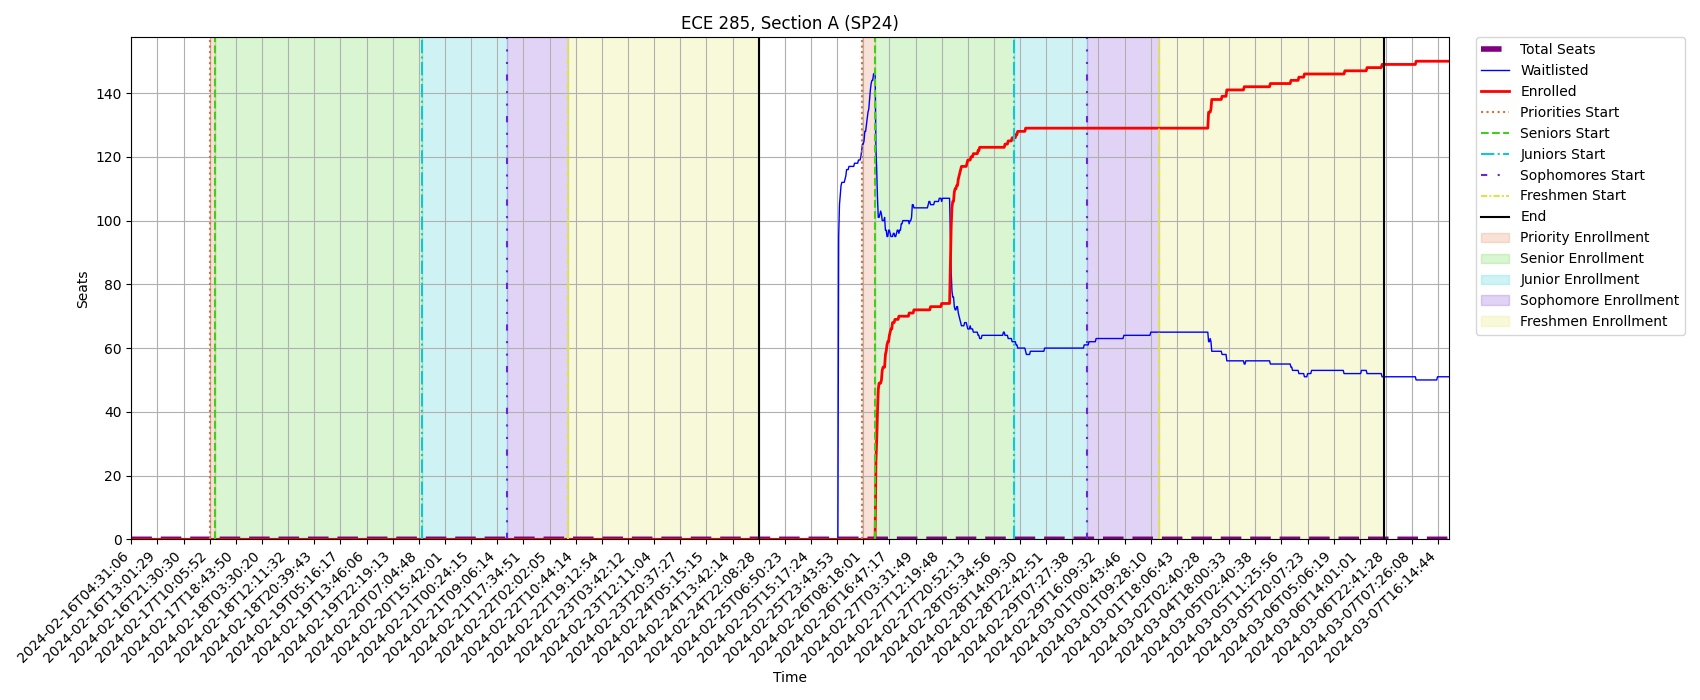 ECE 285, Section A (SP24)
Total Seats
Waitlisted
Enrolled
Priorities Start
Seniors Start
Juniors Start
Sophomores Start
Freshmen Start
End
Priority Enrollment
Senior Enrollment
Junior Enrollment
Sophomore Enrollment
Freshmen Enrollment
Seats
140
120
100
80
60
40
20
0
2024-02-16T04:31:06
2024-02-16T13:01:29
2024-02-16T21:30:30
2024-02-17T10:05:52
2024-02-17T18:43:50
2024-02-18T03:30:20
2024-02-18T12:11:32
2024-02-18T20:39:43
2024-02-19T05:16:17
2024-02-19T13:46:06
2024-02-19T22:19:13
2024-02-20T07:04:48
2024-02-20T15:42:01
2024-02-21T00:24:15
2024-02-21T09:06:14
2024-02-21T17:34:51
2024-02-22T02:02:05
2024-02-22T10:44:14
2024-02-22T19:12:54
2024-02-23T03:42:12
2024-02-23T12:11:04
2024-02-23T20:37:27
2024-02-24T05:15:15
2024-02-24T13:42:14
2024-02-24T22:08:28
2024-02-25T06:50:23
2024-02-25T15:17:24
2024-02-25T23:43:53
2024-02-26T08:18:01
2024-02-26T16:47:17
2024-02-27T03:31:49
2024-02-27T12:19:48
2024-02-27T20:52:13
2024-02-28T05:34:56
2024-02-28T14:09:30
2024-02-28T22:42:51
2024-02-29T07:27:38
2024-02-29T16:09:32
2024-03-01T00:43:46
2024-03-01T09:28:10
2024-03-01T18:06:43
2024-03-02T02:40:28
2024-03-04T18:00:33
2024-03-05T02:40:38
2024-03-05T11:25:56
2024-03-05T20:07:23
2024-03-06T05:06:19
2024-03-06T14:01:01
2024-03-06T22:41:28
2024-03-07T07:26:08
2024-03-07T16:14:44
Time